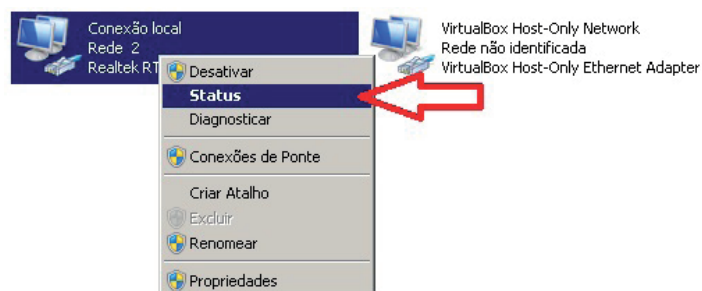 Conexão local
Rede 2
Realtek RT
VirtualBox Host-Only Network
Rede não identificada
VirtualBox Host-Only Ethernet Adapter
Desativar
Status
Diagnosticar
Conexões de Ponte
Criar Atalho
Excluir
Renomear
Propriedades